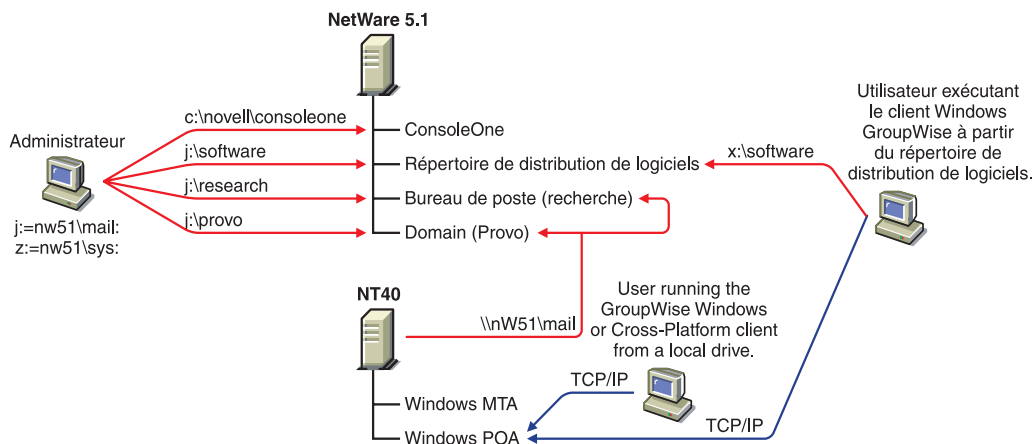 NetWare 5.1
Administrateur
j:=nw51\mail:
z:=nw51\sys:
c:\novell\consoleone
j:\software
j:\research
j:\provo
ConsoleOne
Répertoire de distribution de logiciels
Bureau de poste (recherche)
Domain (Provo)
x:\software
Utilisateur exécutant
le client Windows
GroupWise à partir
du répertoire de
distribution de logiciels.
NT40
\\nW51\mail
User running the
GroupWise Windows
or Cross-Platform client
from a local drive.
TCP/IP
TCP/IP
Windows MTA
Windows POA